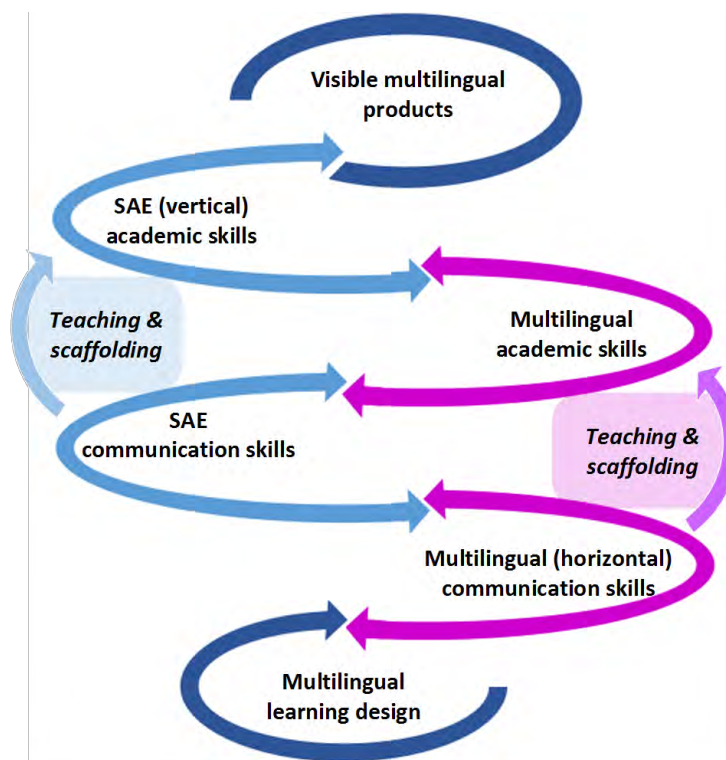 Visible multilingual
products
SAE (vertical)
academic skills
Teaching &
scaffolding
Multilingual
academic skills
SAE
communication skills
Teaching &
scaffolding
Multilingual (horizontal)
communication skills
Multilingual
learning design